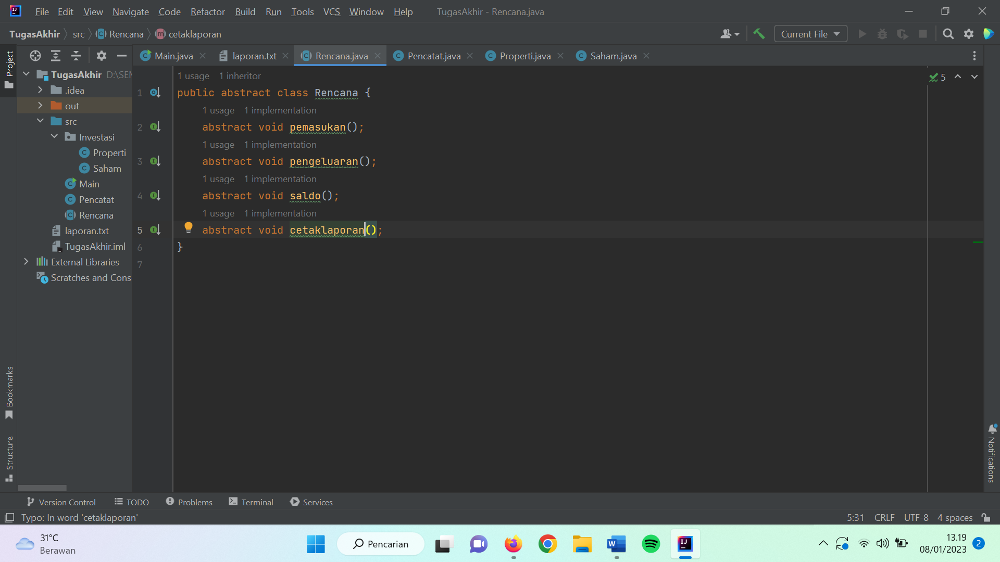 File Edit View Navigate Code Refactor Build Run Tools VCS Window Help TugasAkhir - Rencana.java
TugasAkhir src Rencana cetaklaporan
Current File
Project
Main.java laporan.txt Rencana.java Pencatat.java Properti.java Saham.java
TugasAkhir D:\SEM
.idea
out
src
Investasi
Properti
Saham
Main
Pencatat
Rencana
laporan.txt
TugasAkhir.iml
External Libraries
Scratches and Cons
1 usage 1 inheritor
1 public abstract class Rencana {
1 usage 1 implementation
2 abstract void pemasukan();
1 usage 1 implementation
3 abstract void pengeluaran();
1 usage 1 implementation
4 abstract void saldo();
1 usage 1 implementation
5 abstract void cetaklaporan();
6 }
7
5
Bookmarks
Structure
Notifications
Version Control TODO Problems Terminal Services
Typo: In word 'cetaklaporan'
5:31 CRLF UTF-8 4 spaces
31°C
Berawan
Pencarian
13.19
08/01/2023
2